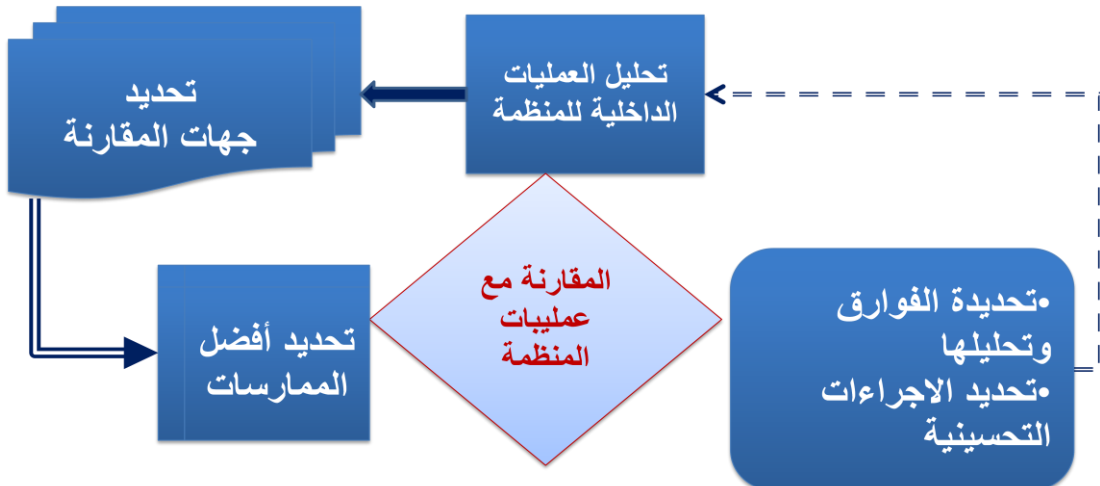 تحليل العمليات
الداخلية للمنظمة
تحديد
جهات المقارنة
تحديد أفضل
الممارسات
المقارنة مع
عمليبات
المنظمة
•تحديدة الفوارق
وتحليلها
•تحديد الاجراءات
التحسينية